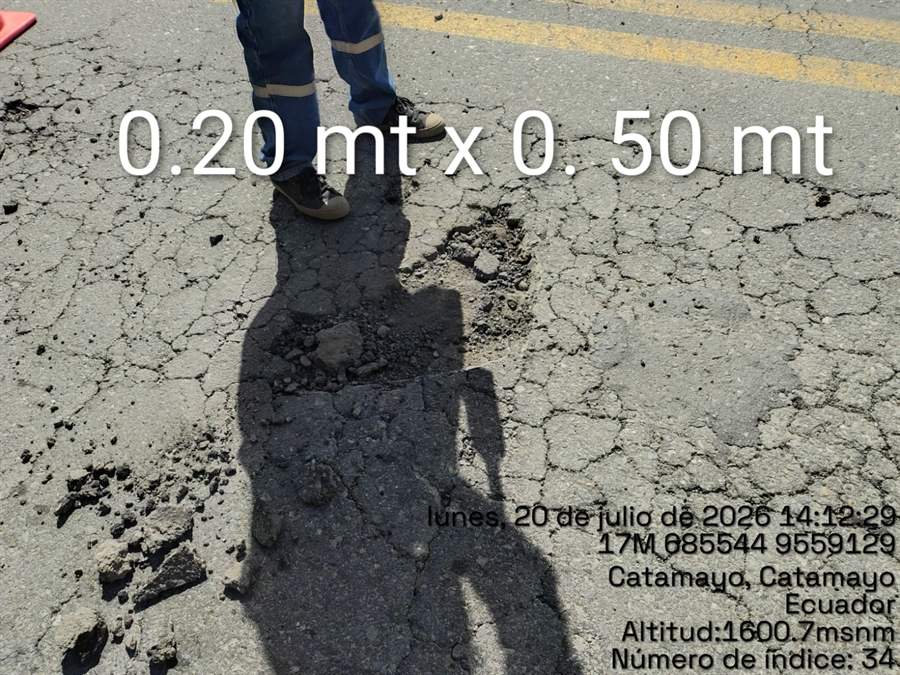 0.20 mt x 0. 50 mt
lunes, 20 de julio de 2026 14:12:29
17M 685544 9559129
Catamayo, Catamayo
Ecuador
Altitud:1600.7msnm
Número de índice: 34